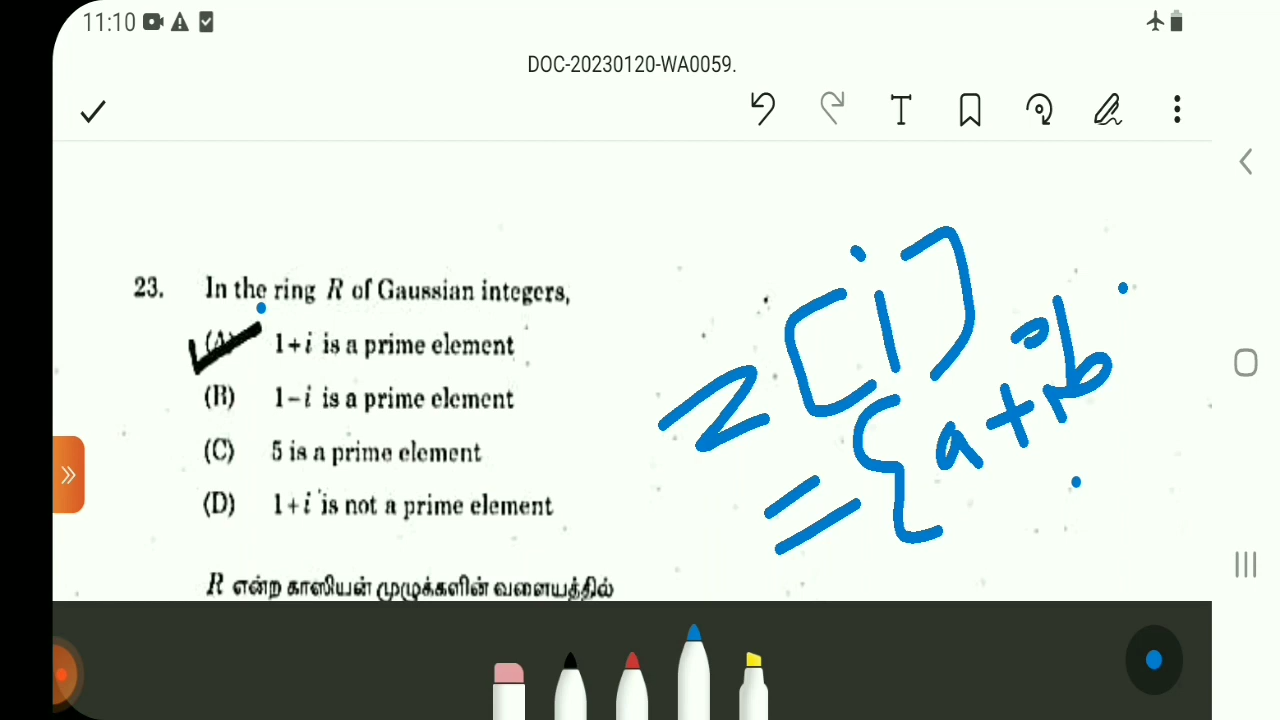 11:10
DOC-20230120-WA0059.
T
23. In the ring R of Gaussian integers,
(A) 1+i is a prime element
(B) 1-i is a prime element
(C) 5 is a prime element
(D) 1+i is not a prime element
R என்ற காஸியன் முழுக்களின் வளையத்தில்
Z[i]
= { a+ib